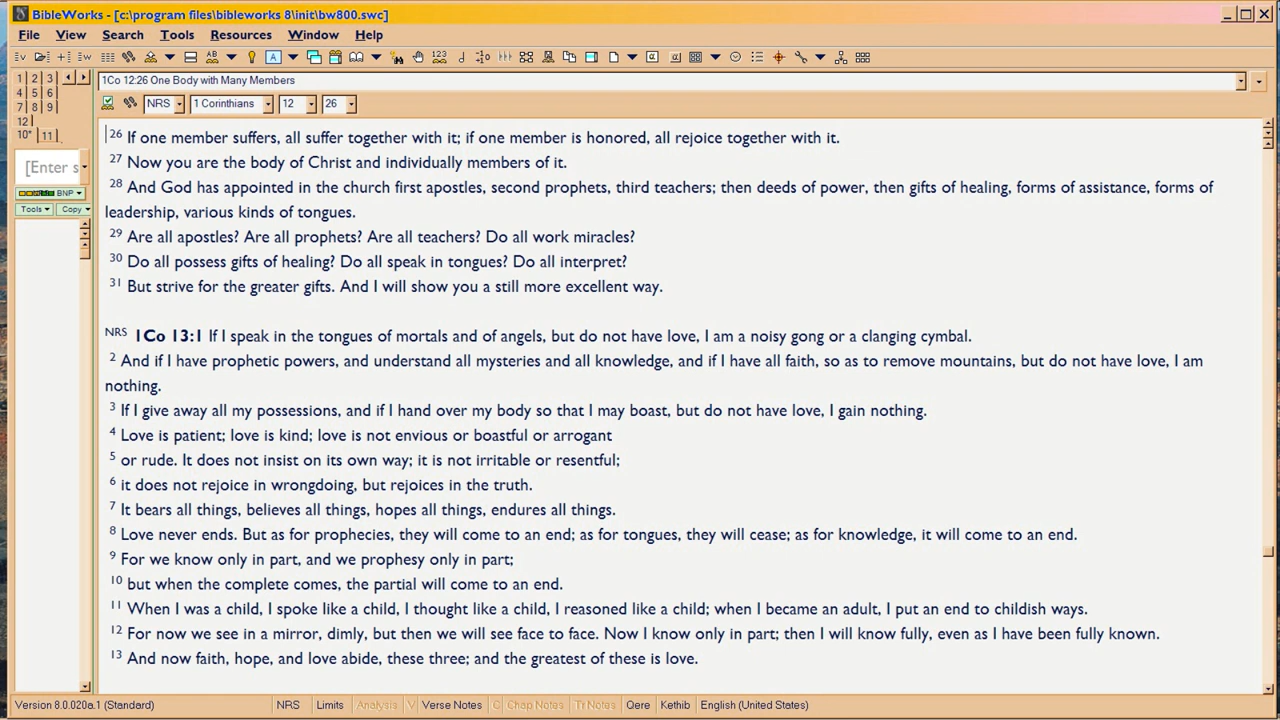 BibleWorks - [c:\program files\bibleworks 8\init\bw800.swc]
File View Search Tools Resources Window Help
1 2 3
4 5 6
7 8 9
12
10* 11
1Co 12:26 One Body with Many Members
NRS 1 Corinthians 12 26
[Enter s
BNP
Tools Copy
26 If one member suffers, all suffer together with it; if one member is honored, all rejoice together with it.
27 Now you are the body of Christ and individually members of it.
28 And God has appointed in the church first apostles, second prophets, third teachers; then deeds of power, then gifts of healing, forms of assistance, forms of
leadership, various kinds of tongues.
29 Are all apostles? Are all prophets? Are all teachers? Do all work miracles?
30 Do all possess gifts of healing? Do all speak in tongues? Do all interpret?
31 But strive for the greater gifts. And I will show you a still more excellent way.
NRS 1Co 13:1 If I speak in the tongues of mortals and of angels, but do not have love, I am a noisy gong or a clanging cymbal.
2 And if I have prophetic powers, and understand all mysteries and all knowledge, and if I have all faith, so as to remove mountains, but do not have love, I am
nothing.
3 If I give away all my possessions, and if I hand over my body so that I may boast, but do not have love, I gain nothing.
4 Love is patient; love is kind; love is not envious or boastful or arrogant
5 or rude. It does not insist on its own way; it is not irritable or resentful;
6 it does not rejoice in wrongdoing, but rejoices in the truth.
7 It bears all things, believes all things, hopes all things, endures all things.
8 Love never ends. But as for prophecies, they will come to an end; as for tongues, they will cease; as for knowledge, it will come to an end.
9 For we know only in part, and we prophesy only in part;
10 but when the complete comes, the partial will come to an end.
11 When I was a child, I spoke like a child, I thought like a child, I reasoned like a child; when I became an adult, I put an end to childish ways.
12 For now we see in a mirror, dimly, but then we will see face to face. Now I know only in part; then I will know fully, even as I have been fully known.
13 And now faith, hope, and love abide, these three; and the greatest of these is love.
Version 8.0.020a.1 (Standard) NRS Limits Analysis V Verse Notes C Chap Notes Tr Notes Qere Kethib English (United States)